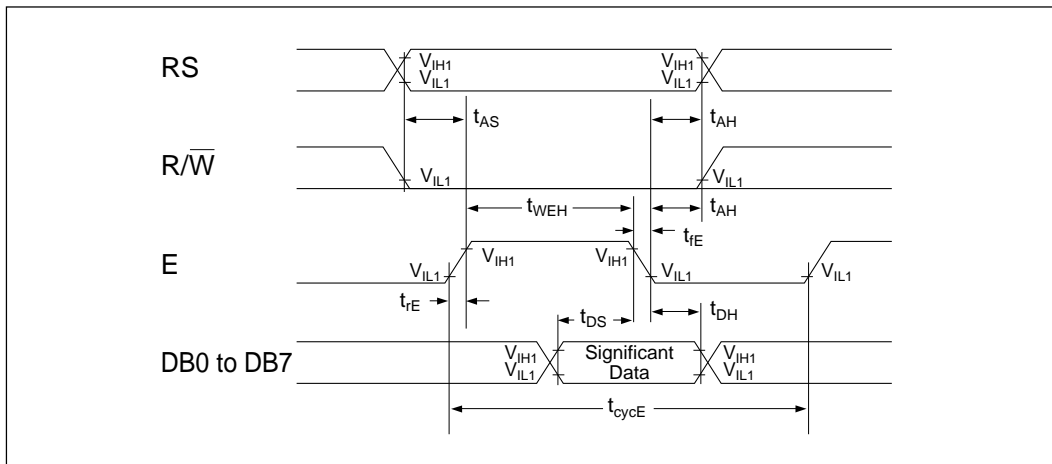 RS
VIH1
VIL1
VIH1
VIL1
tAS
tAH
R/W̅
VIL1
VIL1
tWEH
tAH
tfE
E
VIL1
VIH1
VIH1
VIL1
VIL1
trE
tDS
tDH
DB0 to DB7
VIH1
VIL1
Significant
Data
VIH1
VIL1
tcycE